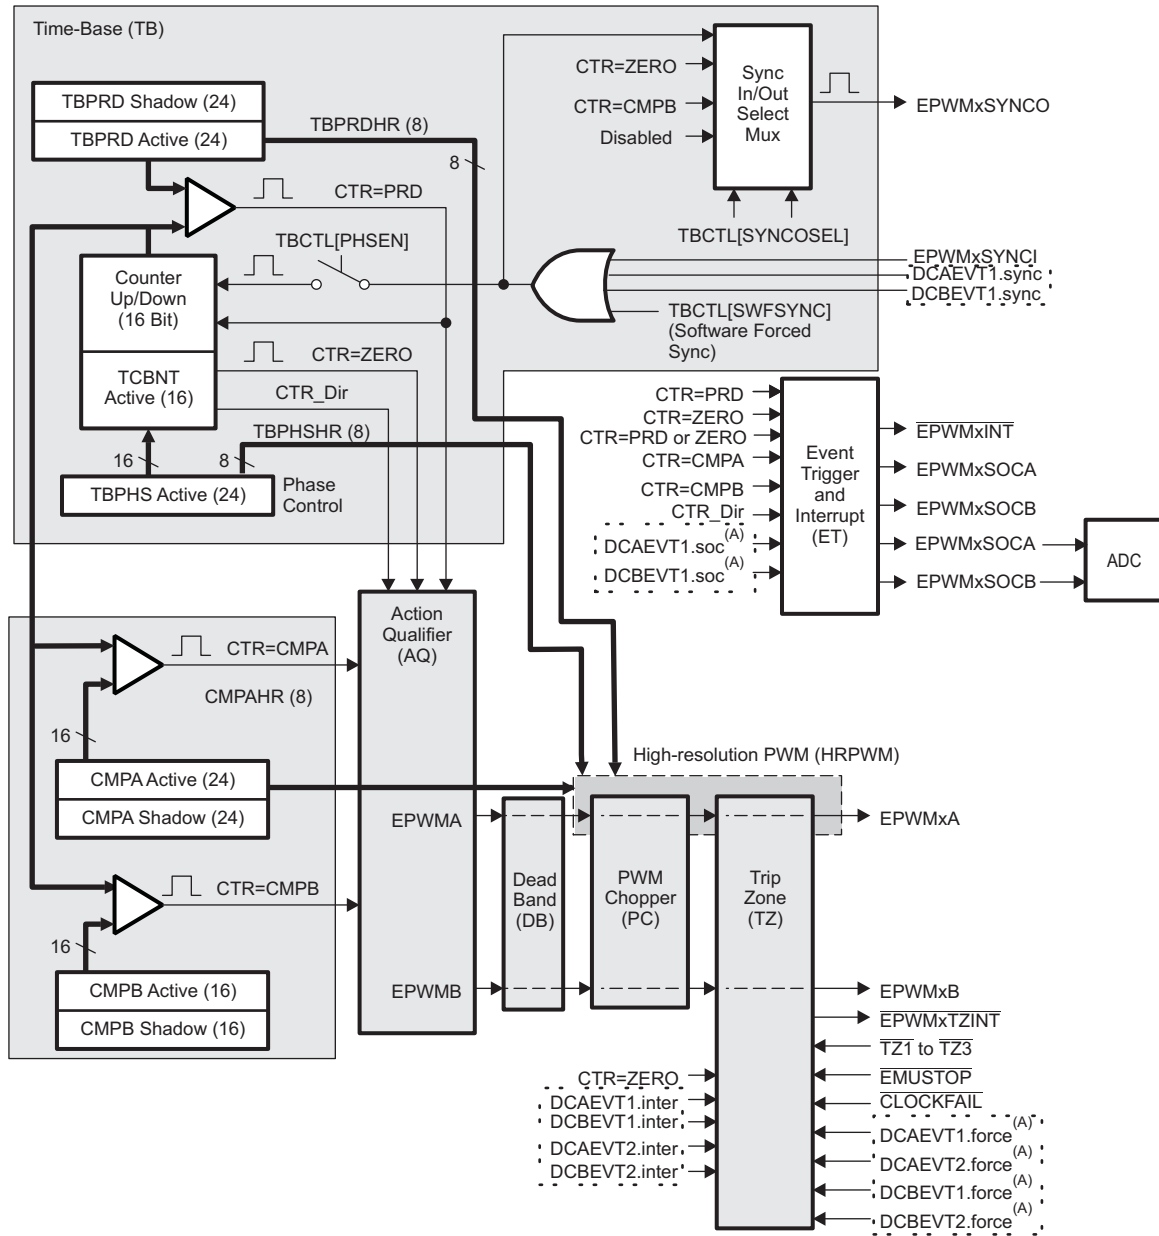 Time-Base (TB)
TBPRD Shadow (24)
TBPRD Active (24)
TBPRDHR (8)
8
CTR=PRD
TBCTL[PHSEN]
Counter
Up/Down
(16 Bit)
TCBNT
Active (16)
CTR=ZERO
CTR_Dir
TBPHSHR (8)
16
8
TBPHS Active (24)
Phase
Control
CTR=ZERO
CTR=CMPB
Disabled
Sync
In/Out
Select
Mux
EPWMxSYNCO
TBCTL[SYNCOSEL]
EPWMxSYNCI
DCAEVT1.sync
DCBEVT1.sync
TBCTL[SWFSYNC]
(Software Forced
Sync)
CTR=PRD
CTR=ZERO
CTR=PRD or ZERO
CTR=CMPA
CTR=CMPB
CTR_Dir
DCAEVT1.soc(A)
DCBEVT1.soc(A)
Event
Trigger
and
Interrupt
(ET)
EPWMxINT
EPWMxSOCA
EPWMxSOCB
EPWMxSOCA
EPWMxSOCB
ADC
Action
Qualifier
(AQ)
CTR=CMPA
CMPAHR (8)
16
CMPA Active (24)
CMPA Shadow (24)
CTR=CMPB
16
CMPB Active (16)
CMPB Shadow (16)
EPWMA
EPWMB
High-resolution PWM (HRPWM)
Dead
Band
(DB)
PWM
Chopper
(PC)
Trip
Zone
(TZ)
EPWMxA
EPWMxB
EPWMxTZINT
TZ1 to TZ3
EMUSTOP
CLOCKFAIL
DCAEVT1.force(A)
DCAEVT2.force(A)
DCBEVT1.force(A)
DCBEVT2.force(A)
CTR=ZERO
DCAEVT1.inter
DCBEVT1.inter
DCAEVT2.inter
DCBEVT2.inter